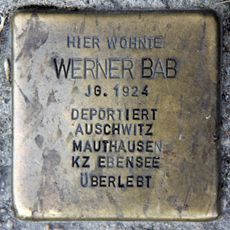 HIER WOHNTE
WERNER BAB
JG. 1924
DEPORTIERT
AUSCHWITZ
MAUTHAUSEN
KZ EBENSEE
ÜBERLEBT